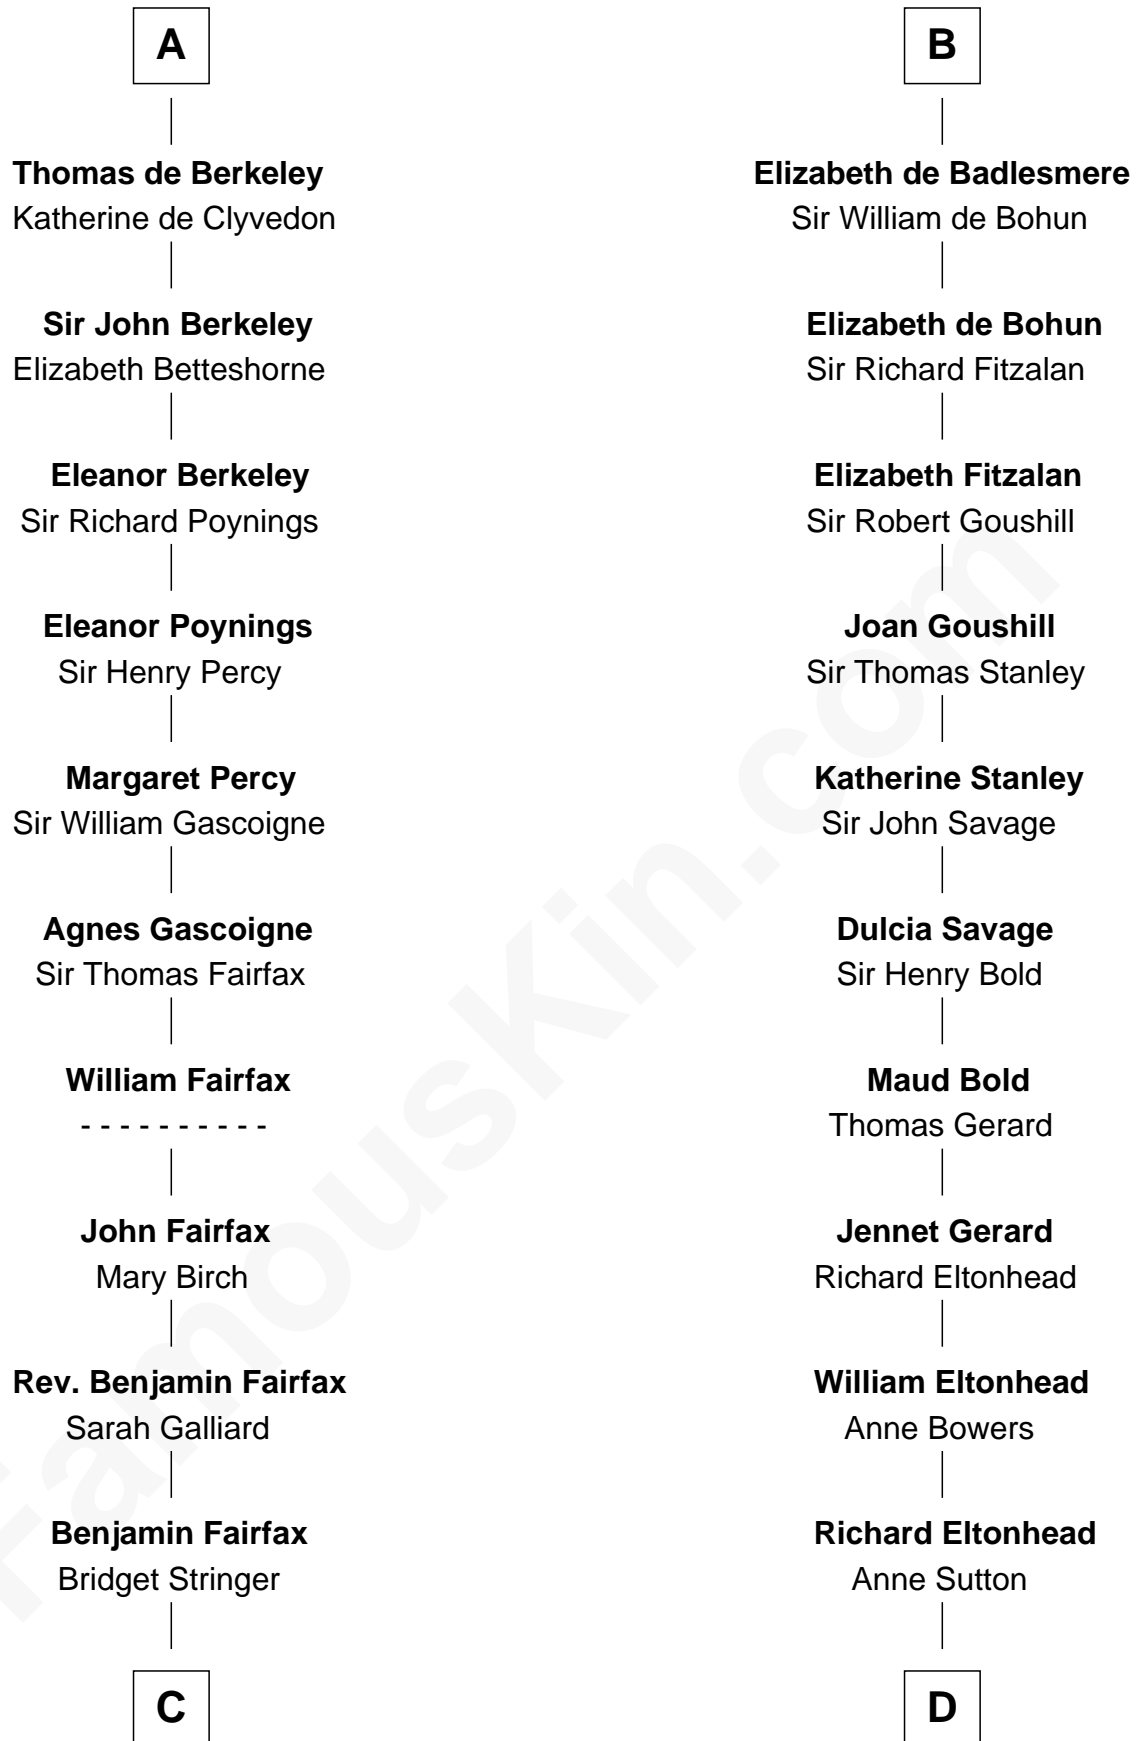 A
B
Thomas de Berkeley
Katherine de Clyvedon
Elizabeth de Badlesmere
Sir William de Bohun
Sir John Berkeley
Elizabeth Betteshorne
Elizabeth de Bohun
Sir Richard Fitzalan
Eleanor Berkeley
Sir Richard Poynings
Elizabeth Fitzalan
Sir Robert Goushill
Eleanor Poynings
Sir Henry Percy
Joan Goushill
Sir Thomas Stanley
Margaret Percy
Sir William Gascoigne
Katherine Stanley
Sir John Savage
Agnes Gascoigne
Sir Thomas Fairfax
Dulcia Savage
Sir Henry Bold
William Fairfax
- - - - - - - - - -
Maud Bold
Thomas Gerard
John Fairfax
Mary Birch
Jennet Gerard
Richard Eltonhead
Rev. Benjamin Fairfax
Sarah Galliard
William Eltonhead
Anne Bowers
Benjamin Fairfax
Bridget Stringer
Richard Eltonhead
Anne Sutton
C
D
FamousKin.com